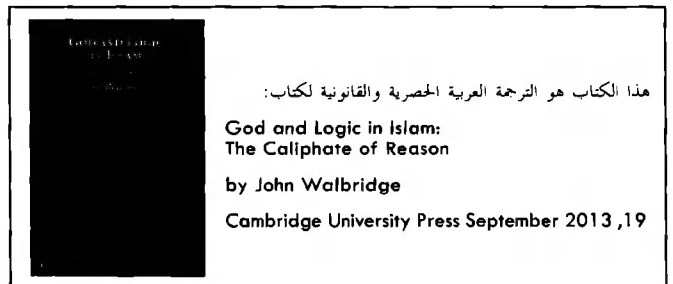 هذا الكتاب هو الترجمة العربية الحصرية والقانونية لكتاب:
God and Logic in Islam:
The Caliphate of Reason
by John Walbridge
Cambridge University Press September 2013 ,19